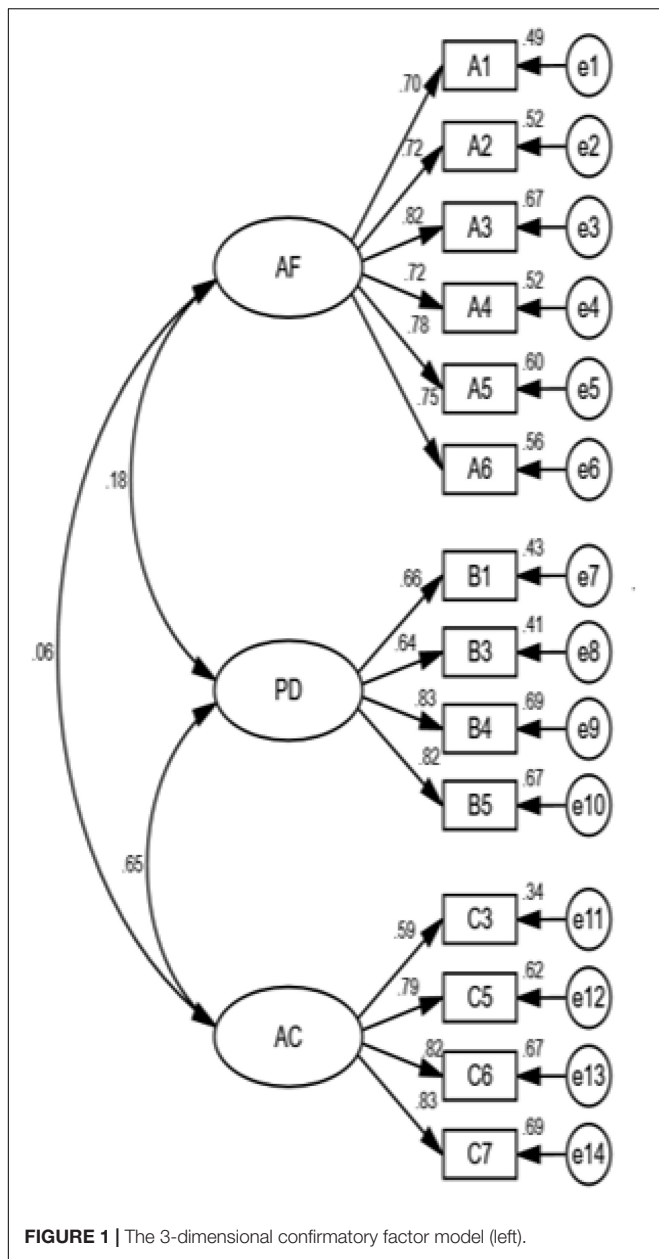 .49
A1
e1
.70
.52
A2
e2
.72
.67
A3
e3
.82
AF
.52
A4
e4
.72
.60
A5
e5
.78
.56
A6
e6
.75
.18
.43
B1
e7
.66
.41
B3
e8
.64
.06
PD
.69
B4
e9
.83
.67
B5
e10
.82
.65
.34
C3
e11
.59
.62
C5
e12
.79
AC
.67
C6
e13
.82
.69
C7
e14
.83
FIGURE 1 | The 3-dimensional confirmatory factor model (left).